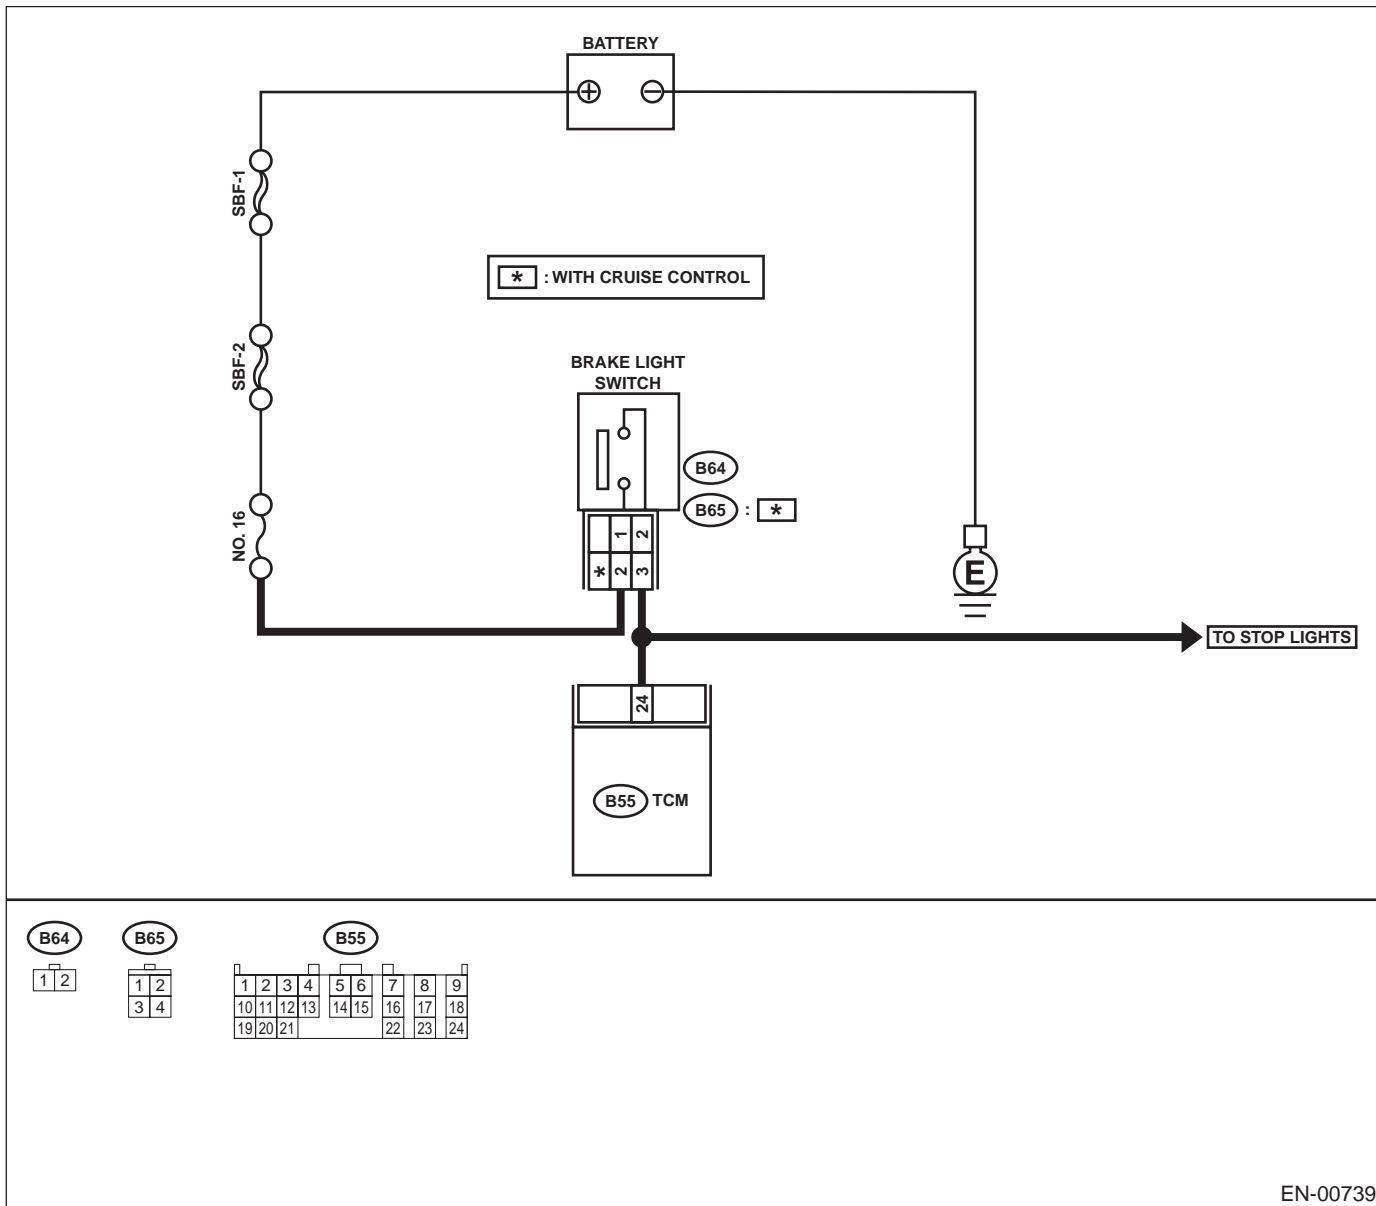 BATTERY
SBF-1
* : WITH CRUISE CONTROL
SBF-2
BRAKE LIGHT
SWITCH
B64
B65 : *
NO. 16
1 2
* 2 3
E
TO STOP LIGHTS
24
B55 TCM
B64 B65 B55
1 2
1 2
3 4
1 2 3 4 5 6 7 8 9
10 11 12 13 14 15 16 17 18
19 20 21 22 23 24
EN-00739